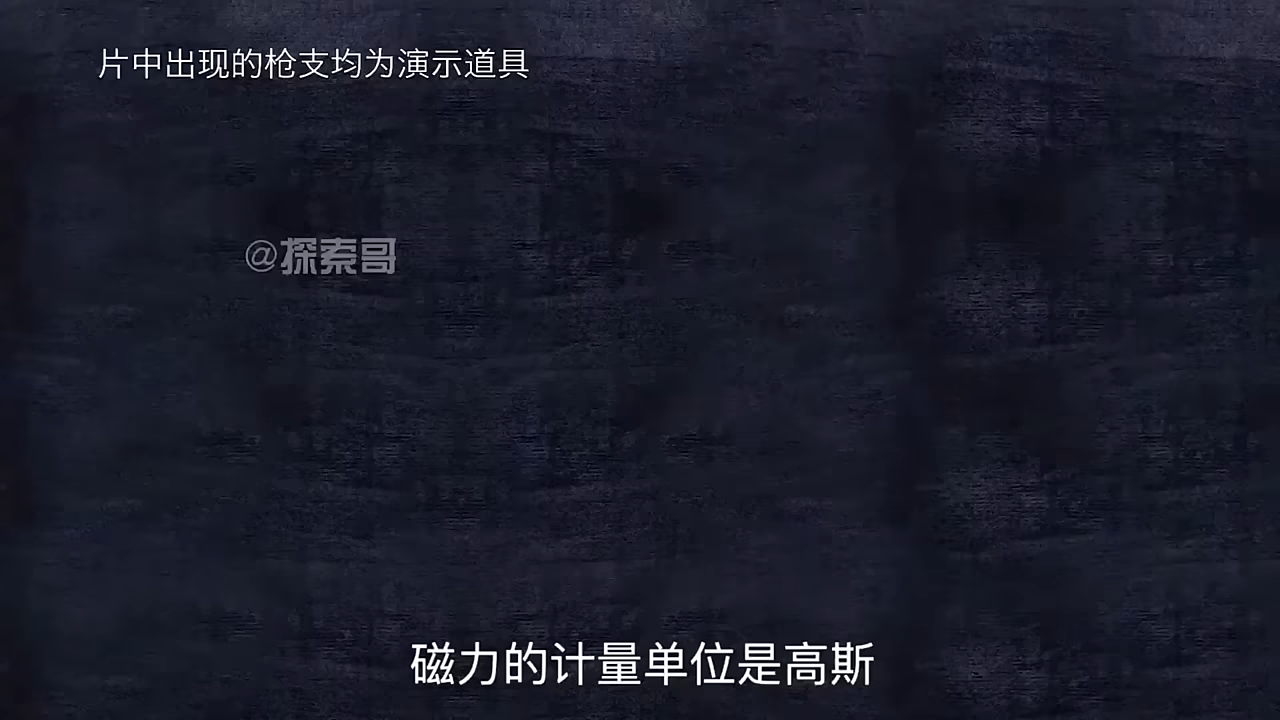 片中出现的枪支均为演示道具
@探索哥
磁力的计量单位是高斯